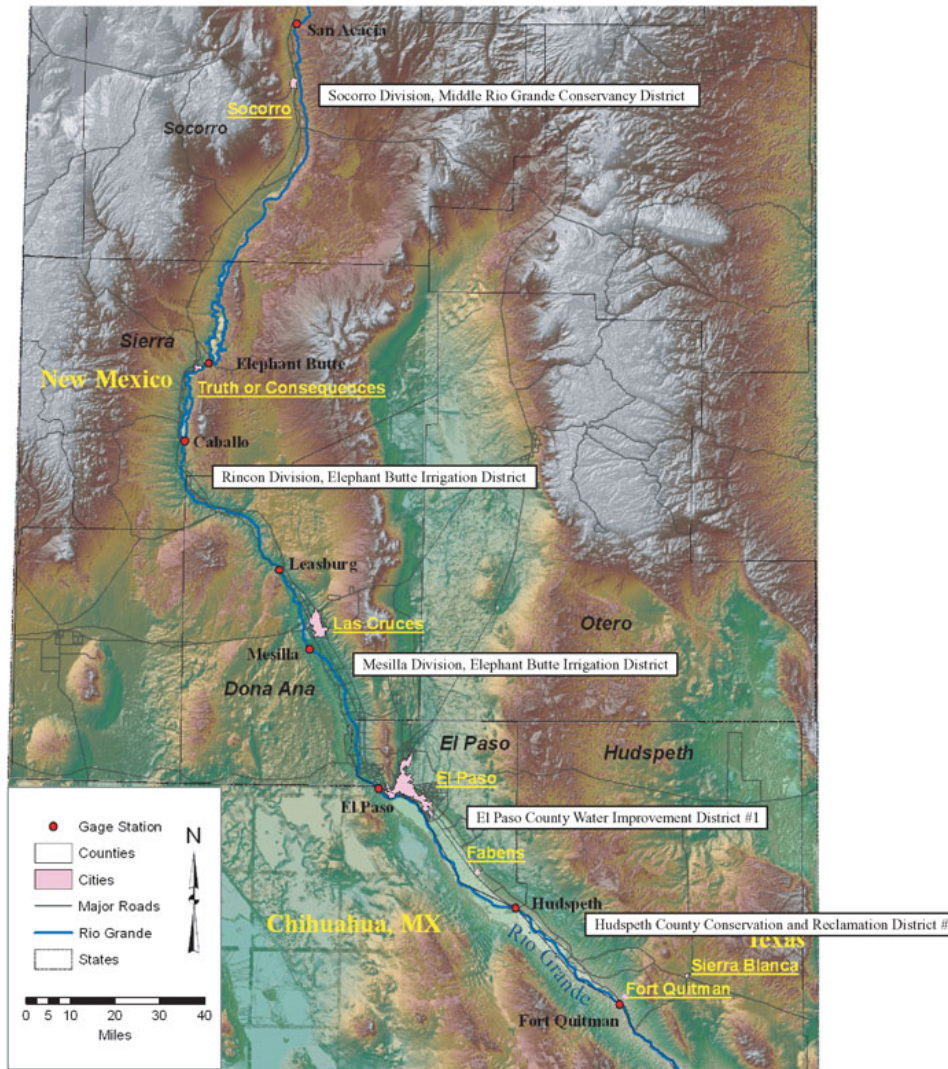 San Acacia
Socorro Division, Middle Rio Grande Conservancy District
Socorro
Socorro
Sierra
Elephant Butte
New Mexico
Truth or Consequences
Caballo
Rincon Division, Elephant Butte Irrigation District
Leasburg
Las Cruces
Otero
Mesilla
Mesilla Division, Elephant Butte Irrigation District
Dona Ana
El Paso
Hudspeth
El Paso
El Paso
El Paso County Water Improvement District #1
Fabens
Hudspeth
Chihuahua, MX
Hudspeth County Conservation and Reclamation District #
Texas
Rio Grande
Sierra Blanca
Fort Quitman
Fort Quitman
Gage Station
Counties
Cities
Major Roads
Rio Grande
States
N
0 5 10 20 30 40
Miles